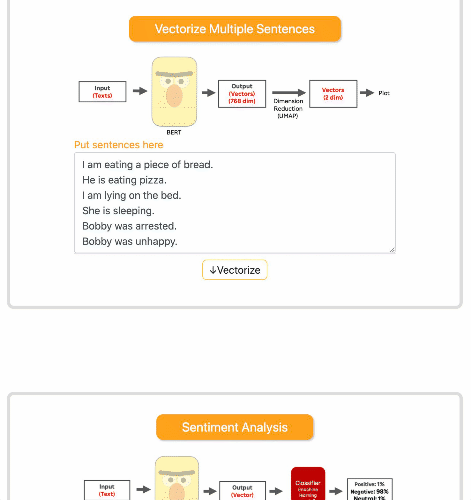 Vectorize Multiple Sentences
Input
(Texts)
BERT
Output
(Vectors)
(768 dim)
Dimension
Reduction
(UMAP)
Vectors
(2 dim)
Plot
Put sentences here
I am eating a piece of bread.
He is eating pizza.
I am lying on the bed.
She is sleeping.
Bobby was arrested.
Bobby was unhappy.
↓Vectorize
Sentiment Analysis
Input
(Text)
Output
(Vector)
Classifier
(machine
learning
Positive: 1%
Negative: 98%
Neutral: 1%